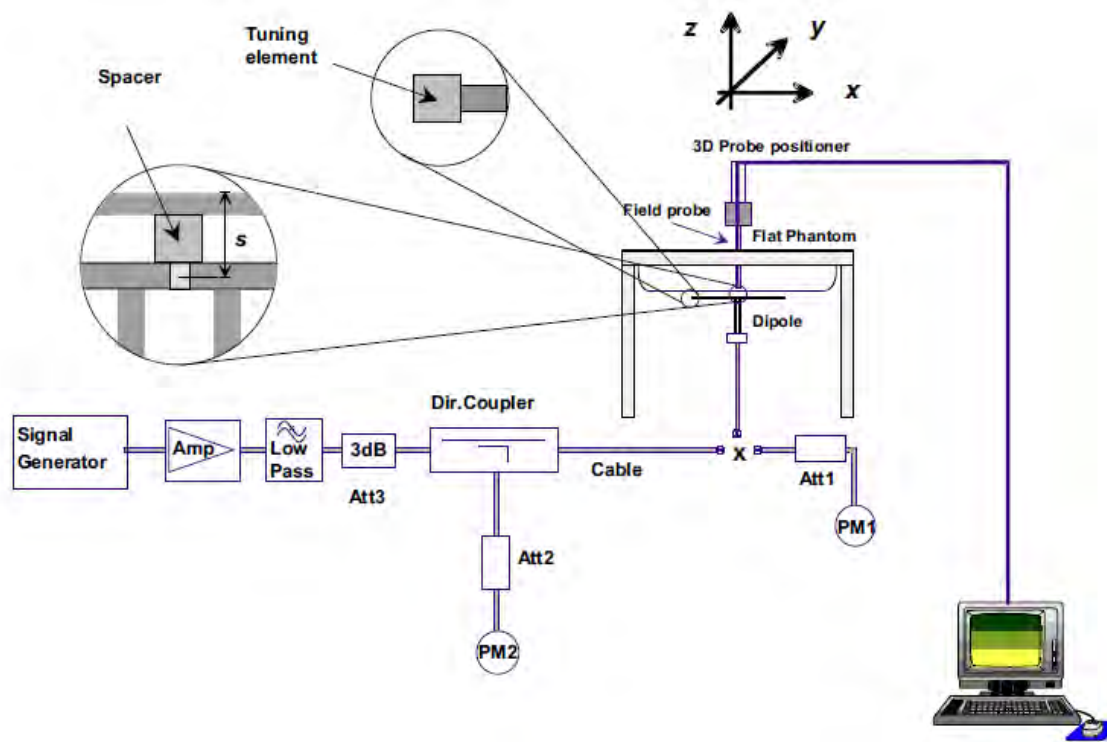 Tuning
element
Spacer
z
y
x
3D Probe positioner
Field probe
Flat Phantom
s
Dipole
Dir.Coupler
Signal
Generator
Amp
Low
Pass
3dB
Att3
Cable
x
Att1
PM1
Att2
PM2